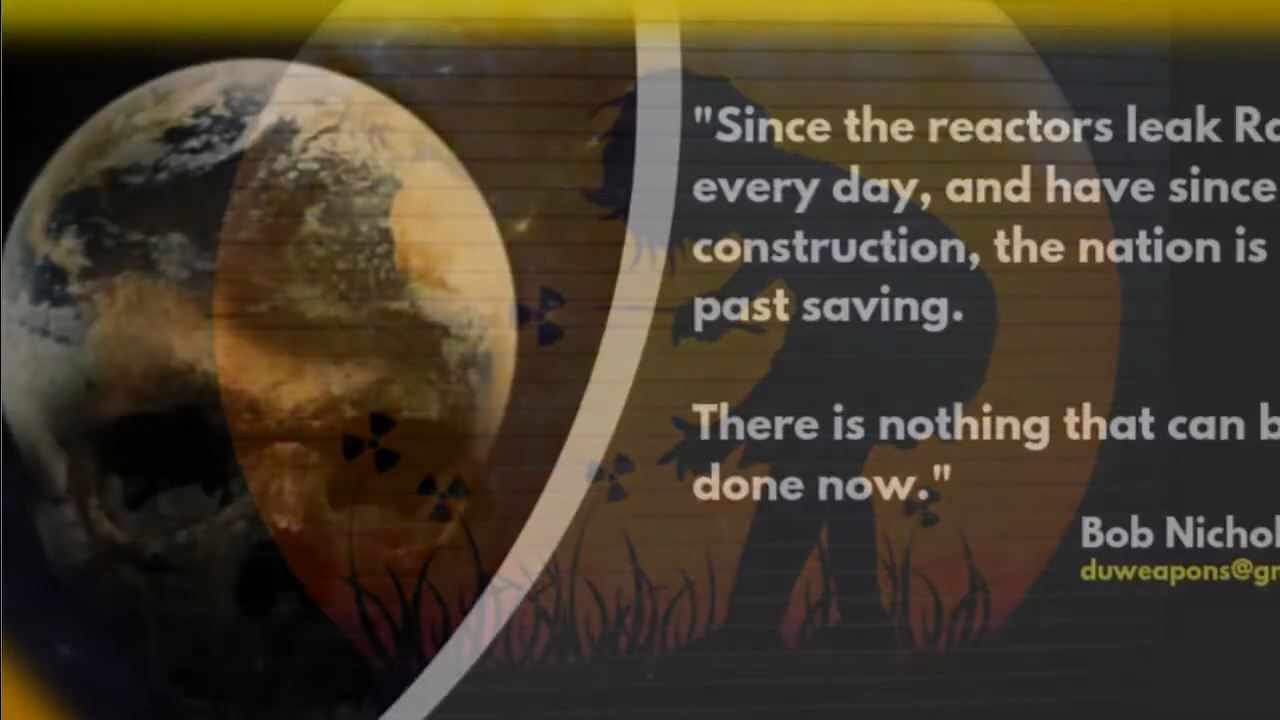 "Since the reactors leak
every day, and have since
construction, the nation is
past saving.
There is nothing that can
done now."
Bob